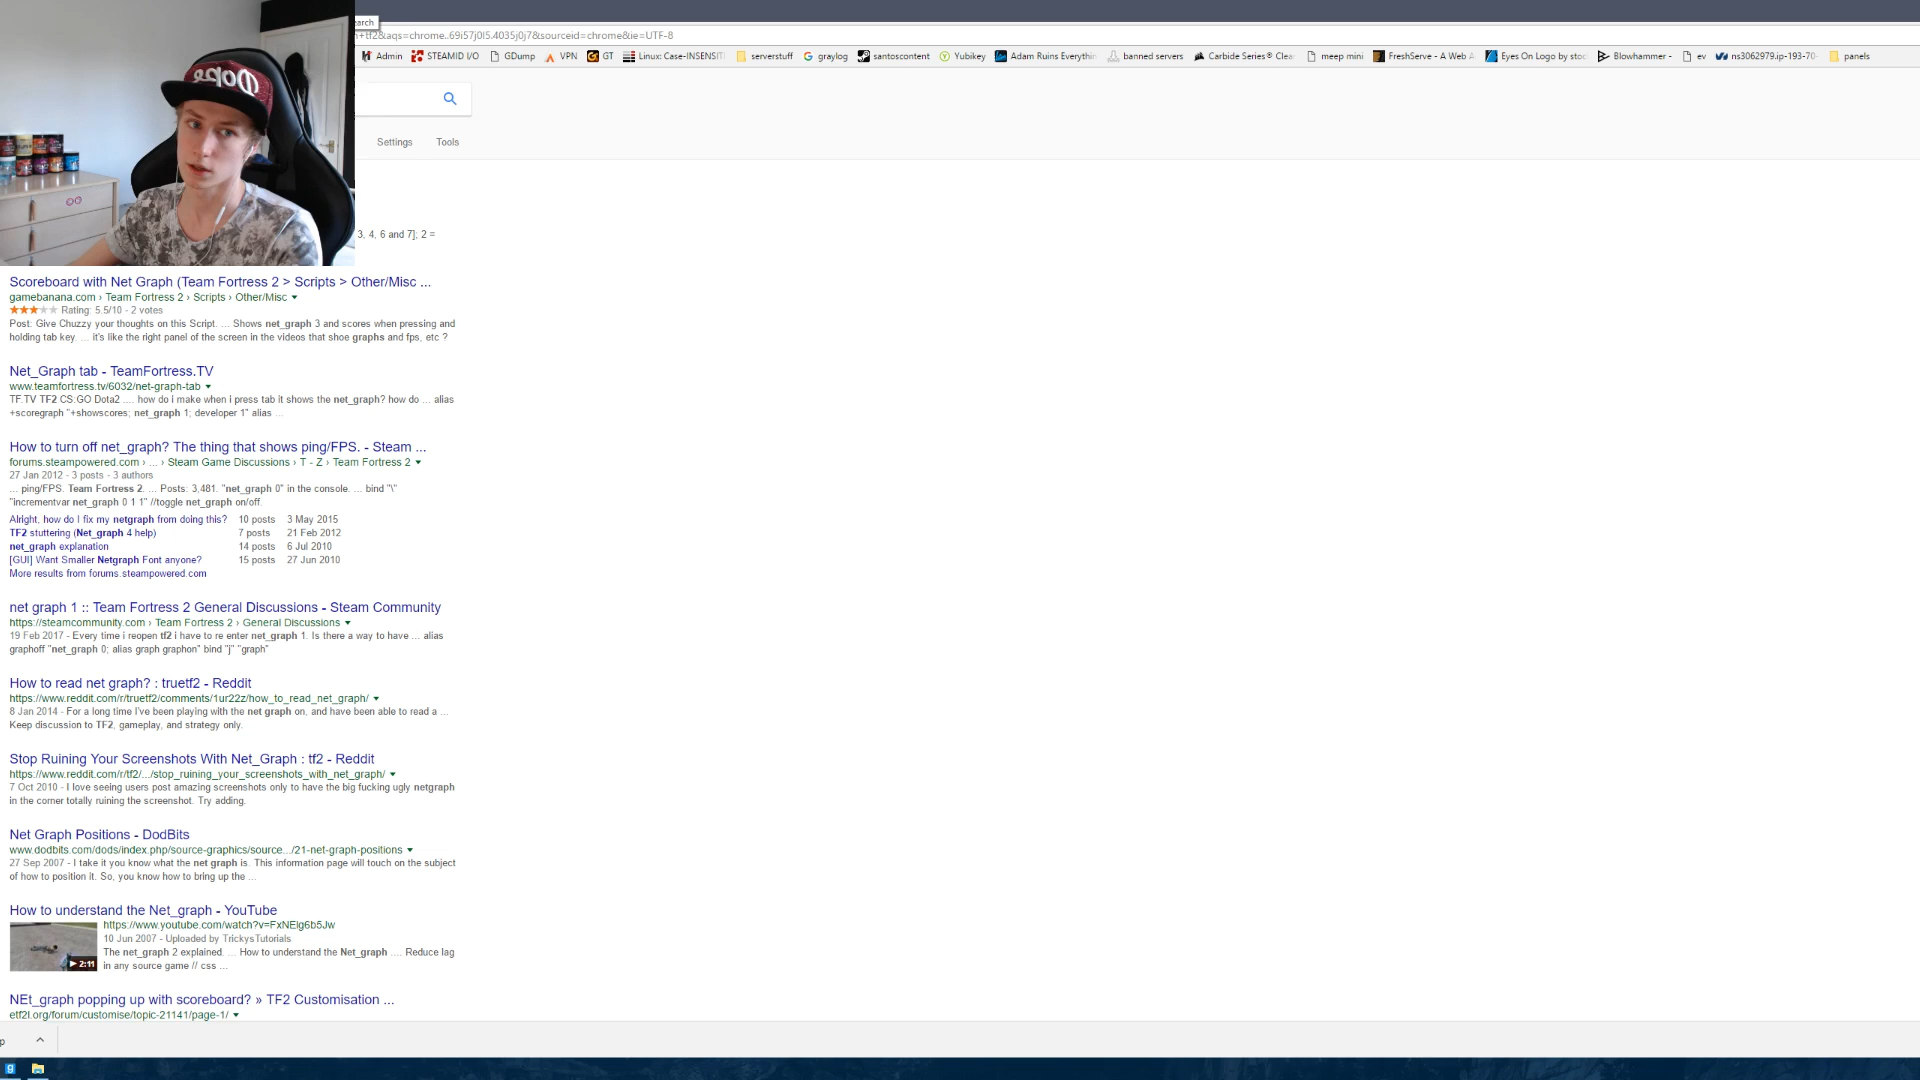 arch
+tf2&aqs=chrome..69i57j0l5.4035j0j7&sourceid=chrome&ie=UTF-8
Admin STEAMID I/O GDump VPN GT Linux: Case-INSENSIT serverstuff graylog santoscontent Yubikey Adam Ruins Everythin banned servers Carbide Series® Clea meep mini FreshServe - A Web A Eyes On Logo by stoc Blowhammer - ev ns3062979.ip-193-70- panels
Dope
Settings Tools
3, 4, 6 and 7]; 2 =
Scoreboard with Net Graph (Team Fortress 2 > Scripts > Other/Misc ...
gamebanana.com › Team Fortress 2 › Scripts › Other/Misc
Rating: 5.5/10 - 2 votes
Post: Give Chuzzy your thoughts on this Script. ... Shows net_graph 3 and scores when pressing and
holding tab key. ... it's like the right panel of the screen in the videos that shoe graphs and fps, etc ?
Net_Graph tab - TeamFortress.TV
www.teamfortress.tv/6032/net-graph-tab
TF.TV TF2 CS:GO Dota2 .... how do i make when i press tab it shows the net_graph? how do ... alias
+scoregraph "+showscores; net_graph 1; developer 1" alias ...
How to turn off net_graph? The thing that shows ping/FPS. - Steam ...
forums.steampowered.com › ... › Steam Game Discussions › T - Z › Team Fortress 2
27 Jan 2012 - 3 posts - 3 authors
... ping/FPS. Team Fortress 2. ... Posts: 3,481. "net_graph 0" in the console. ... bind "\"
"incrementvar net_graph 0 1 1" //toggle net_graph on/off.
Alright, how do I fix my netgraph from doing this? 10 posts 3 May 2015
TF2 stuttering (Net_graph 4 help) 7 posts 21 Feb 2012
net_graph explanation 14 posts 6 Jul 2010
[GUI] Want Smaller Netgraph Font anyone? 15 posts 27 Jun 2010
More results from forums.steampowered.com
net graph 1 :: Team Fortress 2 General Discussions - Steam Community
https://steamcommunity.com › Team Fortress 2 › General Discussions
19 Feb 2017 - Every time i reopen tf2 i have to re enter net_graph 1. Is there a way to have ... alias
graphoff "net_graph 0; alias graph graphon" bind "j" "graph"
How to read net graph? : truetf2 - Reddit
https://www.reddit.com/r/truetf2/comments/1ur22z/how_to_read_net_graph/
8 Jan 2014 - For a long time I've been playing with the net graph on, and have been able to read a ...
Keep discussion to TF2, gameplay, and strategy only.
Stop Ruining Your Screenshots With Net_Graph : tf2 - Reddit
https://www.reddit.com/r/tf2/.../stop_ruining_your_screenshots_with_net_graph/
7 Oct 2010 - I love seeing users post amazing screenshots only to have the big fucking ugly netgraph
in the corner totally ruining the screenshot. Try adding.
Net Graph Positions - DodBits
www.dodbits.com/dods/index.php/source-graphics/source.../21-net-graph-positions
27 Sep 2007 - I take it you know what the net graph is. This information page will touch on the subject
of how to position it. So, you know how to bring up the ...
How to understand the Net_graph - YouTube
https://www.youtube.com/watch?v=FxNElg6b5Jw
10 Jun 2007 - Uploaded by TrickysTutorials
The net_graph 2 explained. ... How to understand the Net_graph .... Reduce lag
in any source game // css ...
2:11
NEt_graph popping up with scoreboard? » TF2 Customisation ...
etf2l.org/forum/customise/topic-21141/page-1/
p